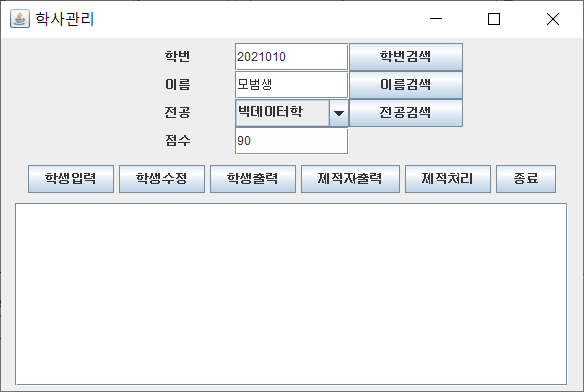 학사관리
학번 2021010 학번검색
이름 모범생 이름검색
전공 빅데이터학 전공검색
점수 90
학생입력 학생수정 학생출력 제적자출력 제적처리 종료